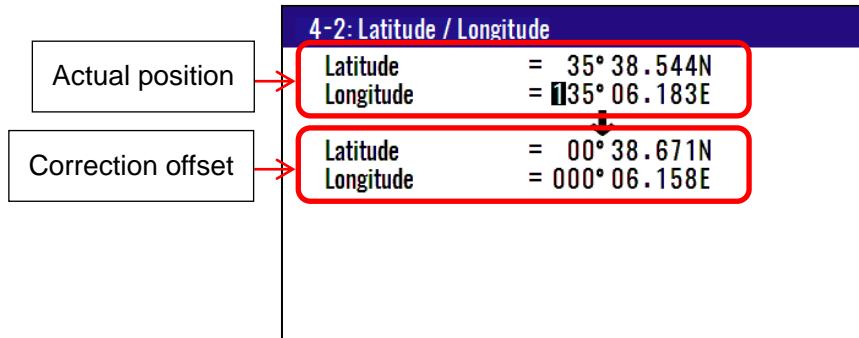 4-2: Latitude / Longitude
Actual position
Latitude = 35° 38.544N
Longitude = 135° 06.183E
Correction offset
Latitude = 00° 38.671N
Longitude = 000° 06.158E